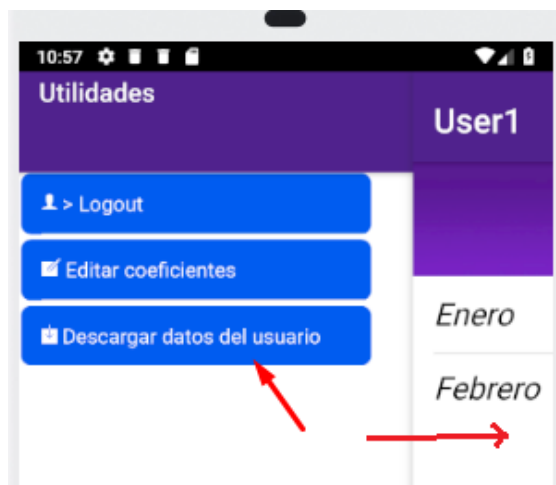 10:57
Utilidades
User1
> Logout
Editar coeficientes
Descargar datos del usuario
Enero
Febrero